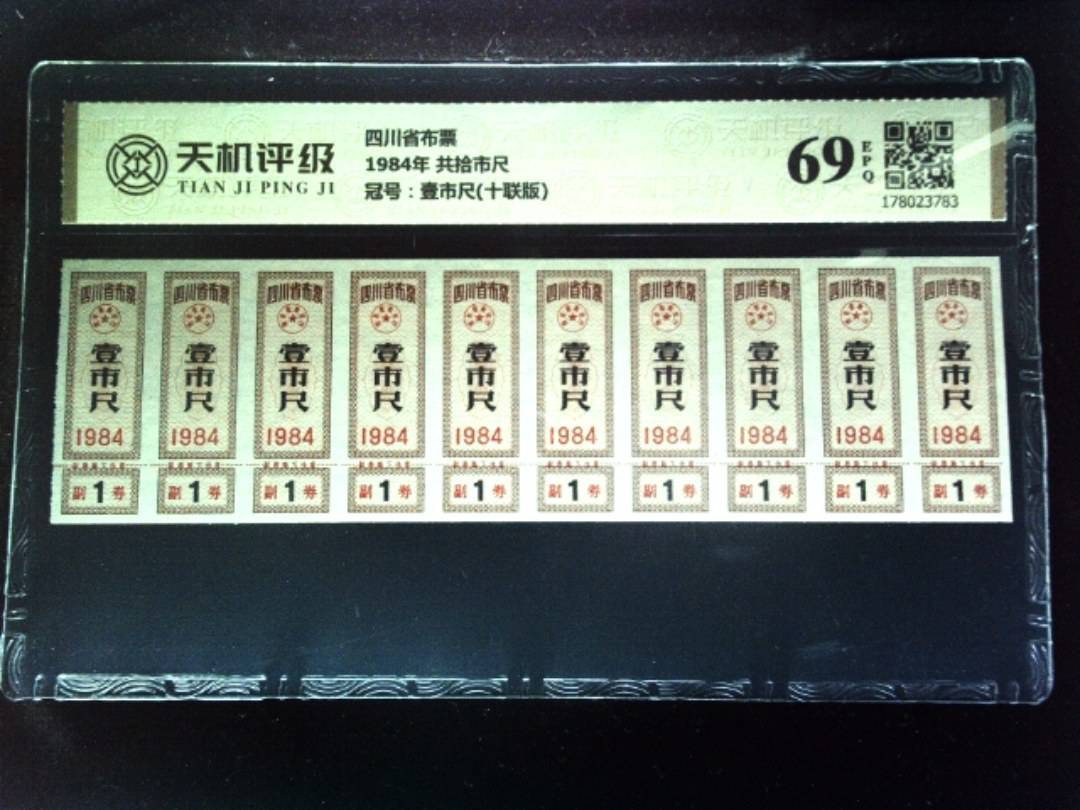 天机评级
TIAN JI PING JI
四川省布票
1984年 共拾市尺
冠号：壹市尺(十联版)
69
EPQ
178023783
四川省布票 四川省布票 四川省布票 四川省布票 四川省布票 四川省布票 四川省布票 四川省布票 四川省布票 四川省布票
壹市尺 壹市尺 壹市尺 壹市尺 壹市尺 壹市尺 壹市尺 壹市尺 壹市尺 壹市尺
1984 1984 1984 1984 1984 1984 1984 1984 1984 1984
副1券 副1券 副1券 副1券 副1券 副1券 副1券 副1券 副1券 副1券